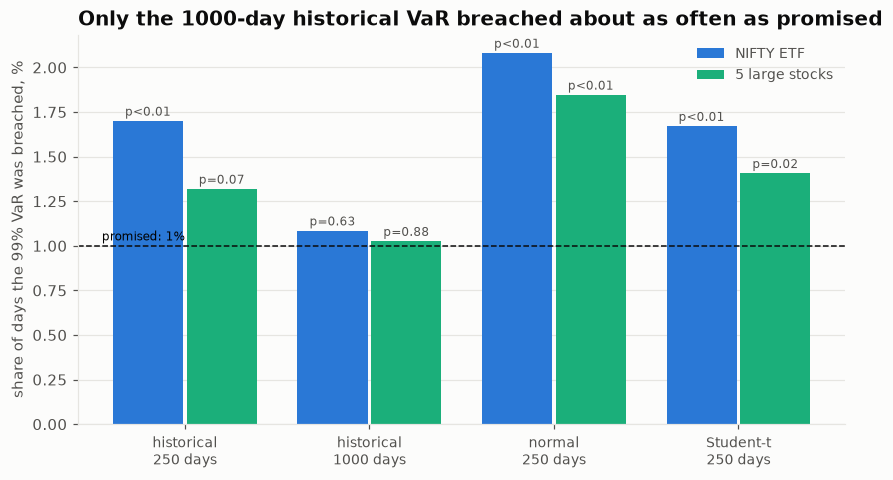 Only the 1000-day historical VaR breached about as often as promised
share of days the 99% VaR was breached, %
2.00
1.75
1.50
1.25
1.00
0.75
0.50
0.25
0.00
NIFTY ETF
5 large stocks
p<0.01
p=0.07
p=0.63
p=0.88
p<0.01
p<0.01
p<0.01
p=0.02
promised: 1%
historical
250 days
historical
1000 days
normal
250 days
Student-t
250 days